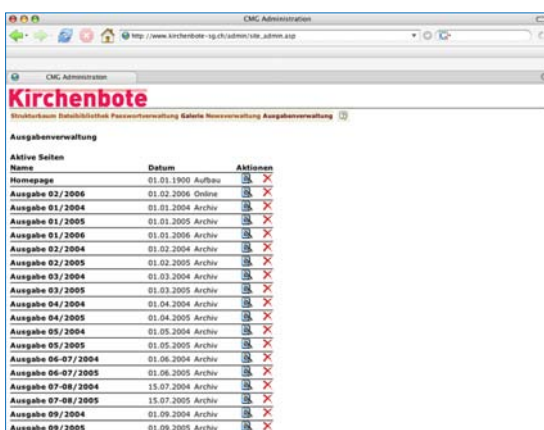 CMG Administration
http://www.kirchenbote-sg.ch/admin/site_admin.asp
CMG Administration
Kirchenbote
Strukturbaum Dateibibliothek Passwortverwaltung Galerie Newsverwaltung Ausgabenverwaltung [?]
Ausgabenverwaltung
Aktive Seiten
Name Datum Aktionen
Homepage 01.01.1900 Aufbau
Ausgabe 02/2006 01.02.2006 Online
Ausgabe 01/2004 01.01.2004 Archiv
Ausgabe 01/2005 01.01.2005 Archiv
Ausgabe 01/2006 01.01.2006 Archiv
Ausgabe 02/2004 01.02.2004 Archiv
Ausgabe 02/2005 01.02.2005 Archiv
Ausgabe 03/2004 01.03.2004 Archiv
Ausgabe 03/2005 01.03.2005 Archiv
Ausgabe 04/2004 01.04.2004 Archiv
Ausgabe 04/2005 01.04.2005 Archiv
Ausgabe 05/2004 01.05.2004 Archiv
Ausgabe 05/2005 01.05.2005 Archiv
Ausgabe 06-07/2004 01.06.2004 Archiv
Ausgabe 06-07/2005 01.06.2005 Archiv
Ausgabe 07-08/2004 15.07.2004 Archiv
Ausgabe 07-08/2005 15.07.2005 Archiv
Ausgabe 09/2004 01.09.2004 Archiv
Ausgabe 09/2005 01.09.2005 Archiv